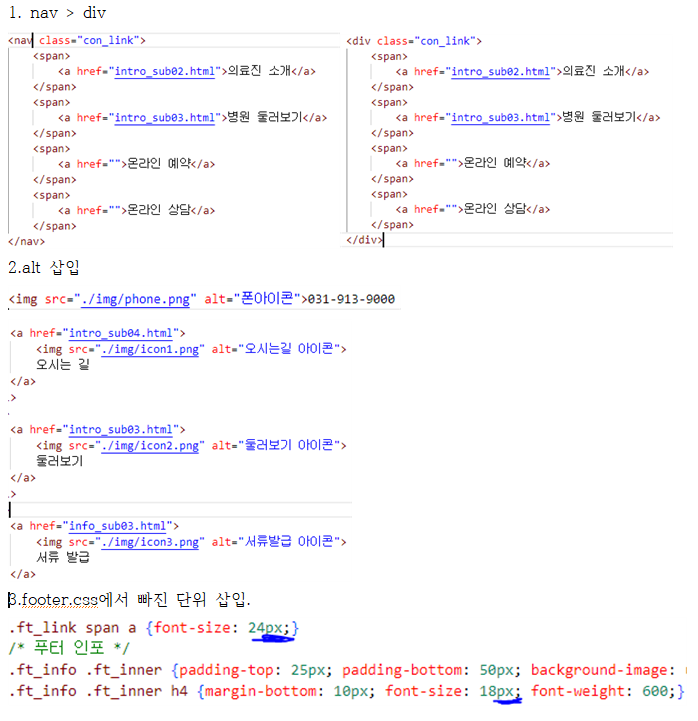 1. nav > div
<nav class="con_link">
<span>
<a href="intro_sub02.html">의료진 소개</a>
</span>
<span>
<a href="intro_sub03.html">병원 둘러보기</a>
</span>
<span>
<a href="">온라인 예약</a>
</span>
<span>
<a href="">온라인 상담</a>
</span>
</nav>
<div class="con_link">
<span>
<a href="intro_sub02.html">의료진 소개</a>
</span>
<span>
<a href="intro_sub03.html">병원 둘러보기</a>
</span>
<span>
<a href="">온라인 예약</a>
</span>
<span>
<a href="">온라인 상담</a>
</span>
</div>
2.alt 삽입
<img src="./img/phone.png" alt="폰아이콘">031-913-9000
<a href="intro_sub04.html">
<img src="./img/icon1.png" alt="오시는길 아이콘">
오시는 길
</a>
>
<a href="intro_sub03.html">
<img src="./img/icon2.png" alt="둘러보기 아이콘">
둘러보기
</a>
>
<a href="info_sub03.html">
<img src="./img/icon3.png" alt="서류발급 아이콘">
서류 발급
</a>
3.footer.css에서 빠진 단위 삽입.
.ft_link span a {font-size: 24px;}
/* 푸터 인포 */
.ft_info .ft_inner {padding-top: 25px; padding-bottom: 50px; background-image:
.ft_info .ft_inner h4 {margin-bottom: 10px; font-size: 18px; font-weight: 600;}